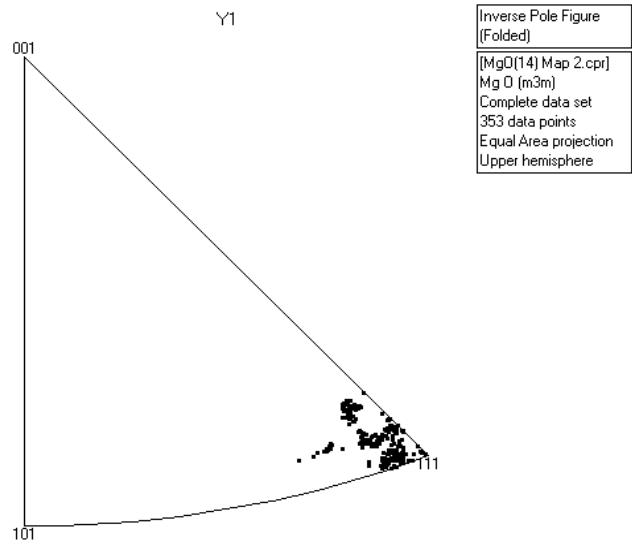 Y1
Inverse Pole Figure
(Folded)
[MgO(14) Map 2.cpr]
Mg O (m3m)
Complete data set
353 data points
Equal Area projection
Upper hemisphere
001
111
101